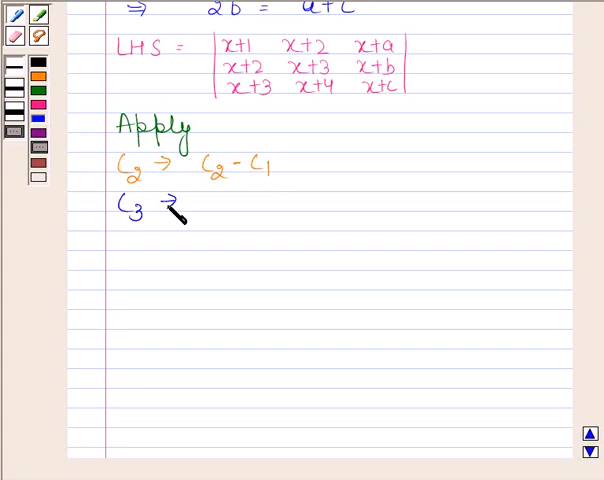 ⇒ 2b = a+c
LHS = | x+1 x+2 x+a |
| x+2 x+3 x+b |
| x+3 x+4 x+c |
Apply
C₂ → C₂ - C₁
C₃ →